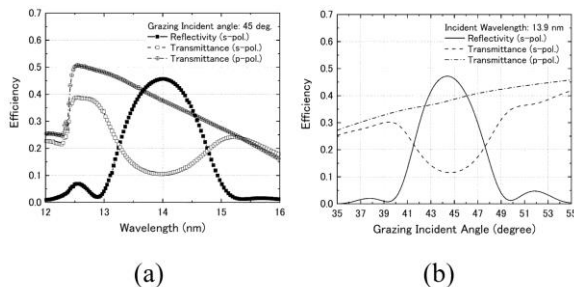 (a)
Grazing Incident angle: 45 deg.
Reflectivity (s-pol.)
Transmittance (s-pol.)
Transmittance (p-pol.)
Efficiency
0.7
0.6
0.5
0.4
0.3
0.2
0.1
0.0
12 13 14 15 16
Wavelength (nm)
(b)
Incident Wavelength: 13.9 nm
Reflectivity (s-pol.)
Transmittance (s-pol.)
Transmittance (p-pol.)
Efficiency
0.6
0.5
0.4
0.3
0.2
0.1
0.0
35 37 39 41 43 45 47 49 51 53 55
Grazing Incident Angle (degree)
(a) (b)